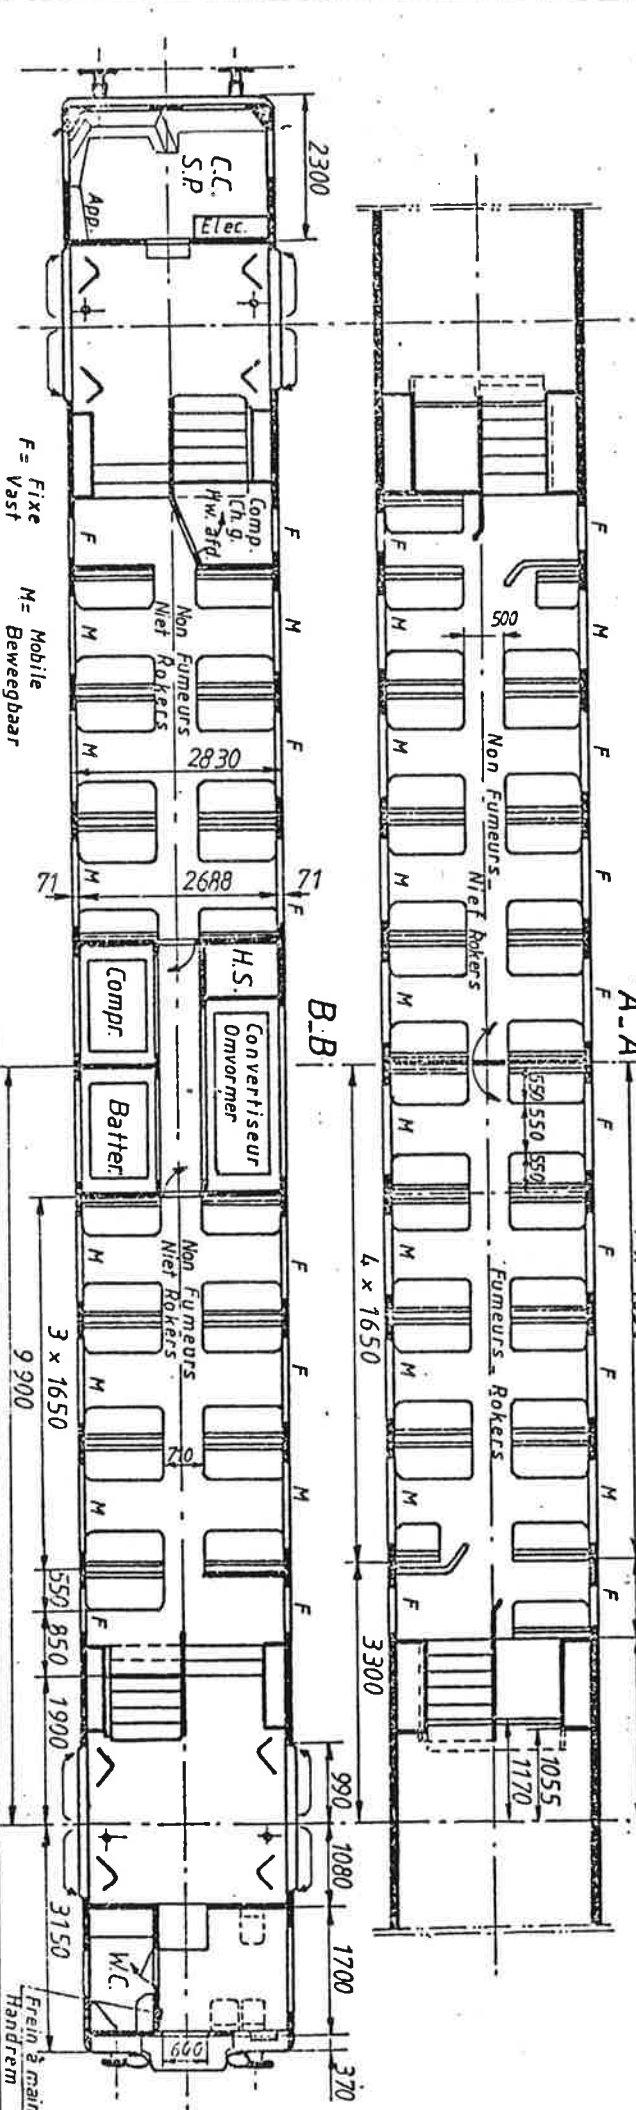 A-A
F
M
F
F
F
F
F
F
M
F
500
Non Fumeurs-
Niet Rokers
Fumeurs - Rokers
550
550
550
F
M
M
M
M
M
M
M
M
F
4 x 1650
3300
1055
1170
B-B
2300
C.C.
S.P.
App.
Elec.
Comp.
Ch.g.
Hw. afd.
F
M
F
F
F
F
M
F
Non Fumeurs
Niet Rokers
2830
71
2688
71
H.S.
Convertiseur
Omvormer
Compr.
Batter.
Non Fumeurs
Niet Rokers
710
F
M
M
M
M
M
M
F
W.C.
600
990
1080
1700
370
3 x 1650
550
850
1900
3150
9900
Frein à main
Handrem
F= Fixe
Vast
M= Mobile
Beweegbaar